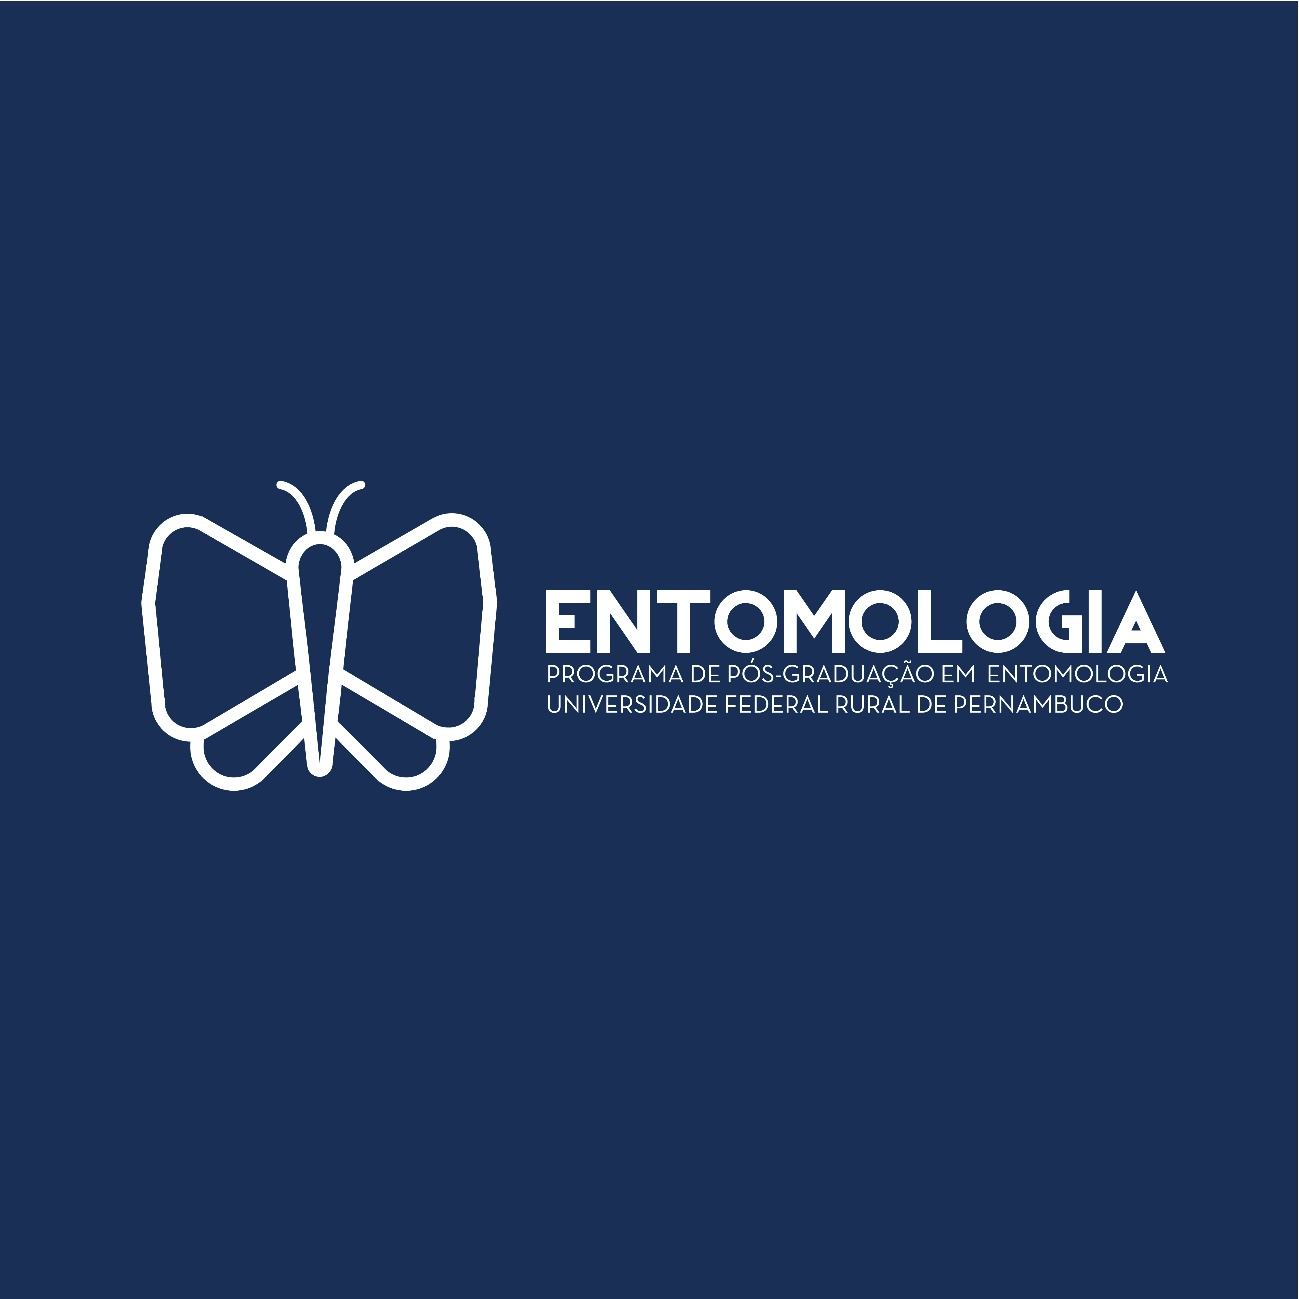 ENTOMOLOGIA
PROGRAMA DE PÓS-GRADUAÇÃO EM ENTOMOLOGIA
UNIVERSIDADE FEDERAL RURAL DE PERNAMBUCO